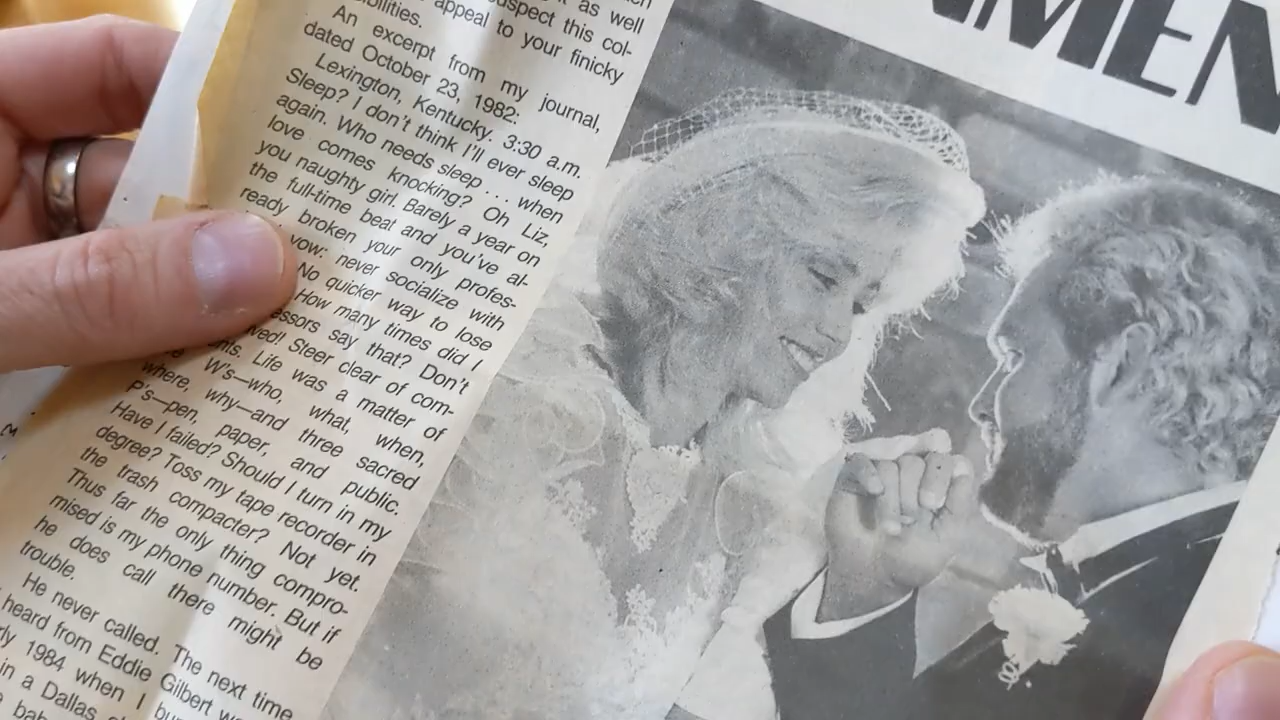 NMEN
as well
suspect this col-
appeal to your finicky
An excerpt from my journal,
dated October 23, 1982:
Lexington, Kentucky. 3:30 a.m.
Sleep? I don't think I'll ever sleep
again. Who needs sleep . . . when
love comes knocking? Oh Liz,
you naughty girl. Barely a year on
the full-time beat and you've al-
ready broken your only profes-
vow: never socialize with
No quicker way to lose
How many times did I
say that? Don't
Steer clear of com-
Life was a matter of
W's—who, what, when,
where, why—and three sacred
P's—pen, paper, and public.
Have I failed? Should I turn in my
degree? Toss my tape recorder in
the trash compacter? Not yet.
Thus far the only thing compro-
mised is my phone number. But if
he does call there might be
trouble.
He never called. The next time
heard from Eddie Gilbert
1984 when I
in a Dallas